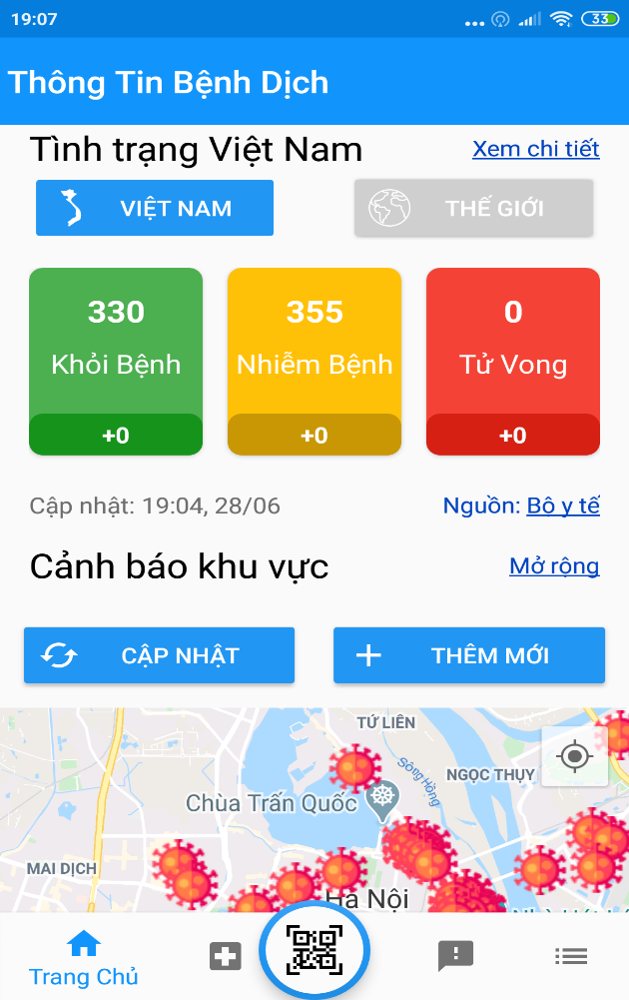 19:07
33
Thông Tin Bệnh Dịch
Tình trạng Việt Nam
Xem chi tiết
VIỆT NAM
THẾ GIỚI
330
355
0
Khỏi Bệnh
Nhiễm Bệnh
Tử Vong
+0
+0
+0
Cập nhật: 19:04, 28/06
Nguồn: Bộ y tế
Cảnh báo khu vực
Mở rộng
CẬP NHẬT
THÊM MỚI
TỨ LIÊN
Sông Hồng
NGỌC THỤY
Chùa Trấn Quốc
MAI DỊCH
Hà Nội
Trang Chủ